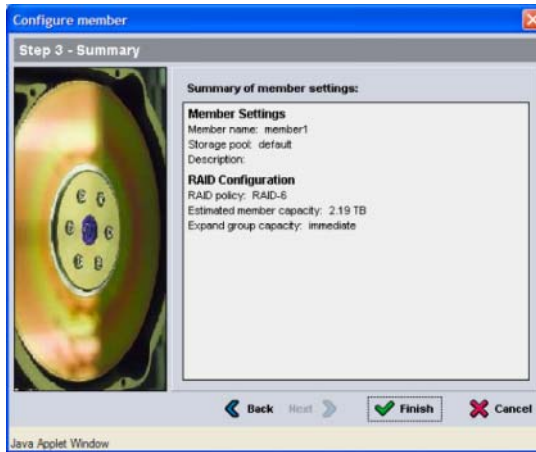 Configure member
Step 3 - Summary
Summary of member settings:
Member Settings
Member name: member1
Storage pool: default
Description:
RAID Configuration
RAID policy: RAID-6
Estimated member capacity: 2.19 TB
Expand group capacity: immediate
Back Next Finish Cancel
Java Applet Window